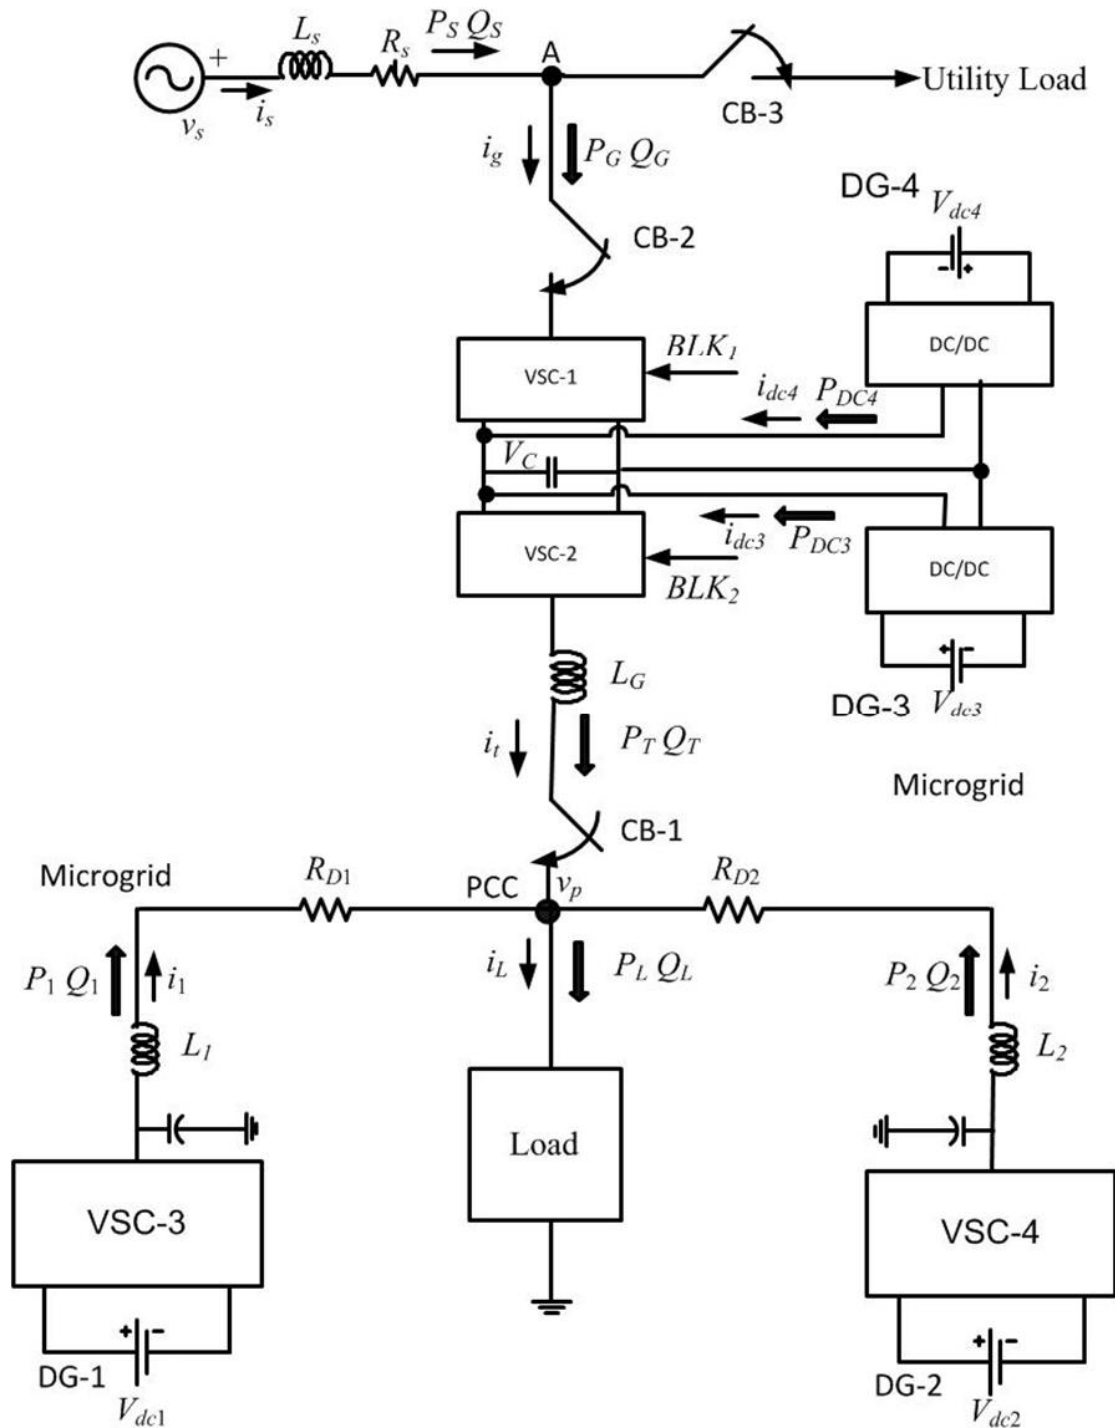 Ls
Rs
PS QS
A
+
is
vs
CB-3
Utility Load
ig
PG QG
CB-2
DG-4
Vdc4
- +
DC/DC
BLK1
VSC-1
idc4
PDC4
VC
idc3
PDC3
VSC-2
BLK2
DC/DC
+ -
DG-3
Vdc3
LG
it
PT QT
Microgrid
CB-1
Microgrid
RD1
PCC
vp
RD2
P1 Q1
i1
iL
PL QL
P2 Q2
i2
L1
L2
Load
VSC-3
VSC-4
+ -
DG-1
Vdc1
+ -
DG-2
Vdc2